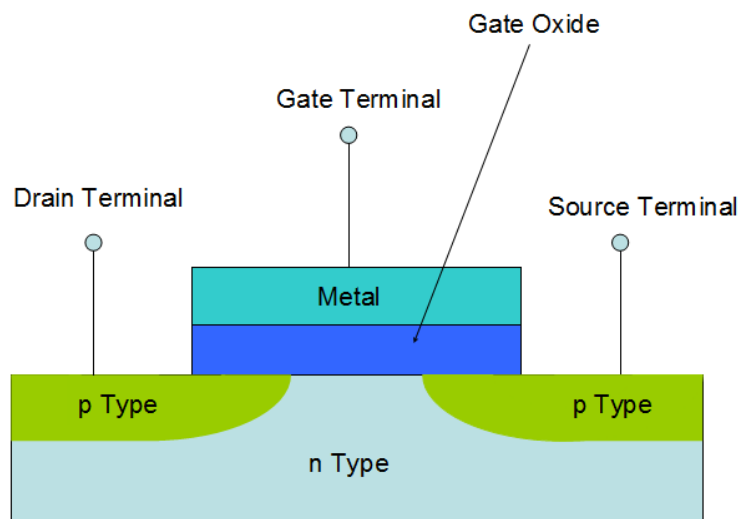 Gate Oxide
Gate Terminal
Drain Terminal
Source Terminal
Metal
p Type
p Type
n Type